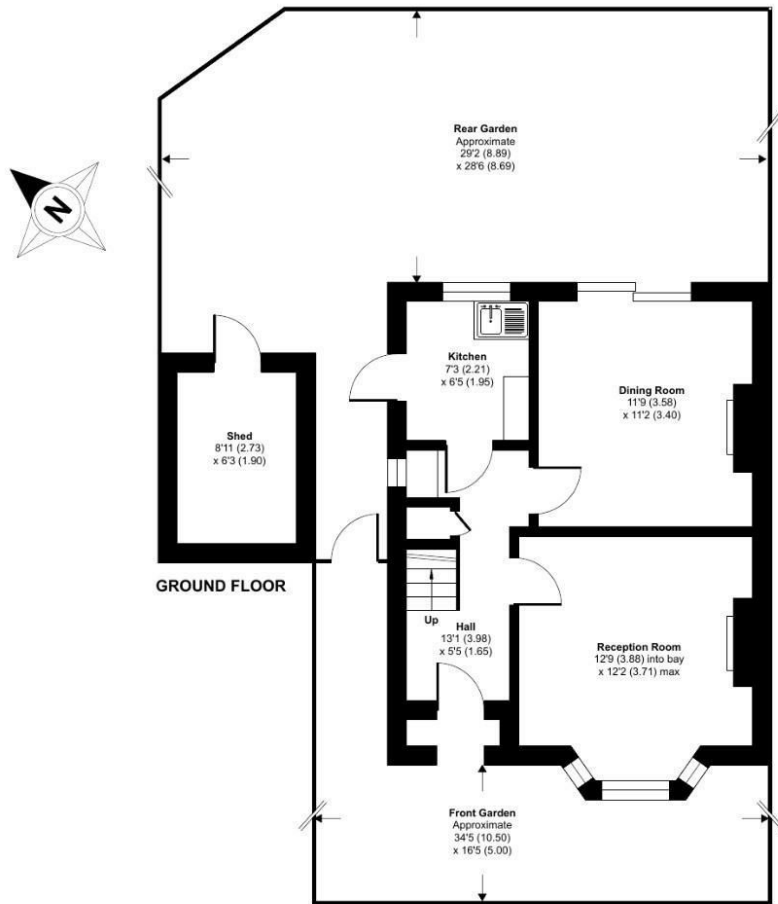 Rear Garden
Approximate
29'2 (8.89)
x 28'6 (8.69)
N
Kitchen
7'3 (2.21)
x 6'5 (1.95)
Dining Room
11'9 (3.58)
x 11'2 (3.40)
Shed
8'11 (2.73)
x 6'3 (1.90)
GROUND FLOOR
Up
Hall
13'1 (3.98)
x 5'5 (1.65)
Reception Room
12'9 (3.88) into bay
x 12'2 (3.71) max
Front Garden
Approximate
34'5 (10.50)
x 16'5 (5.00)